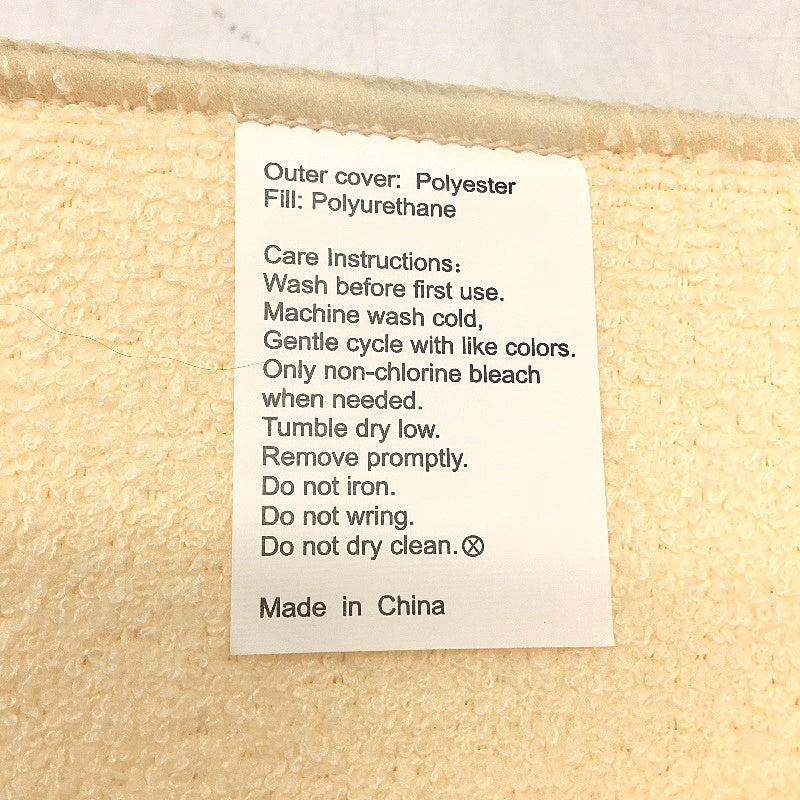 Outer cover: Polyester
Fill: Polyurethane
Care Instructions:
Wash before first use.
Machine wash cold,
Gentle cycle with like colors.
Only non-chlorine bleach
when needed.
Tumble dry low.
Remove promptly.
Do not iron.
Do not wring.
Do not dry clean.
Made in China